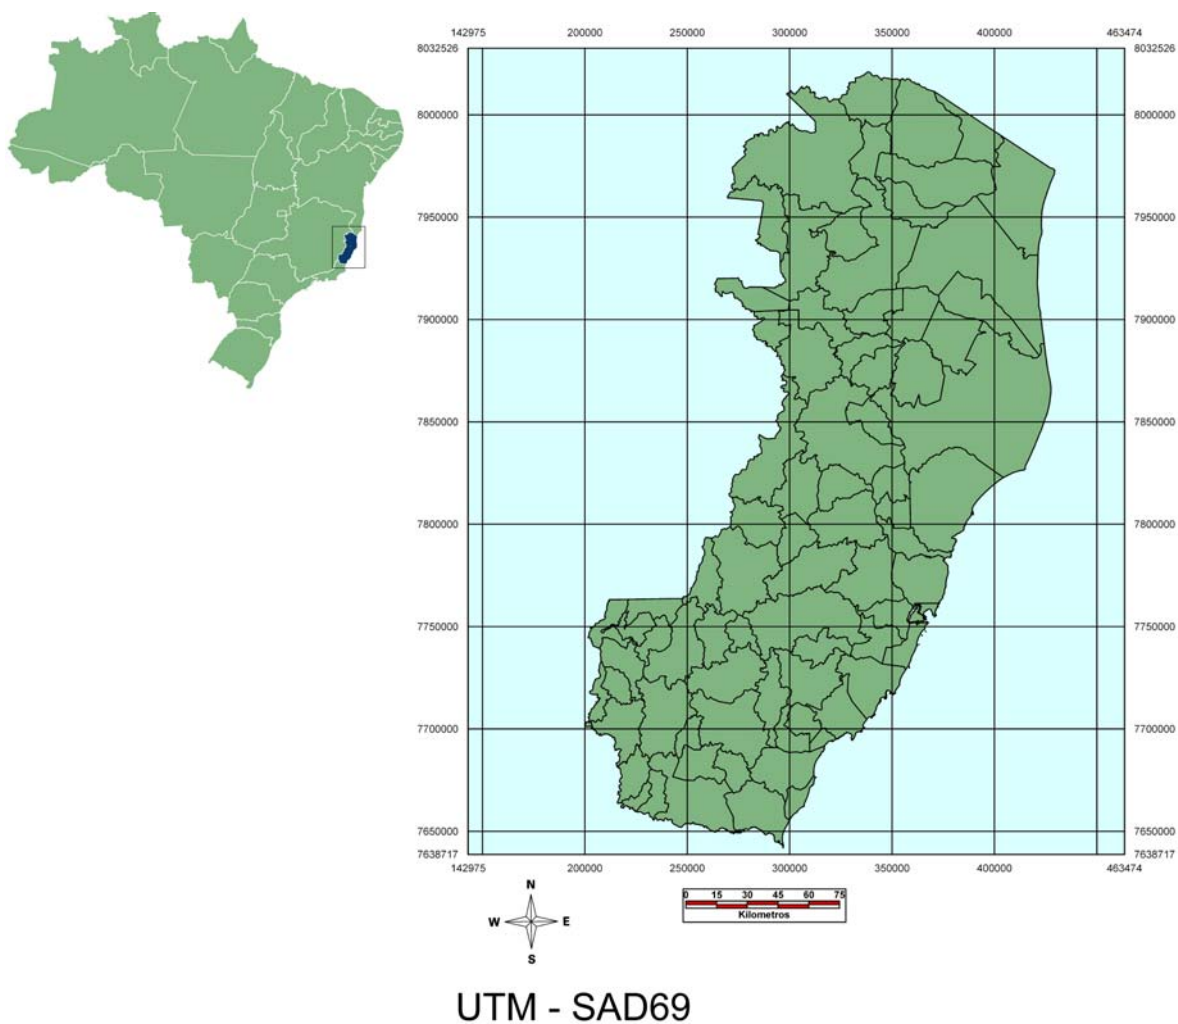 142975 200000 250000 300000 350000 400000 463474
8032526 8032526
8000000 8000000
7950000 7950000
7900000 7900000
7850000 7850000
7800000 7800000
7750000 7750000
7700000 7700000
7650000 7650000
7638717 7638717
142975 200000 250000 300000 350000 400000 463474
N
W E
S
0 15 30 45 60 75
Kilometros
UTM - SAD69